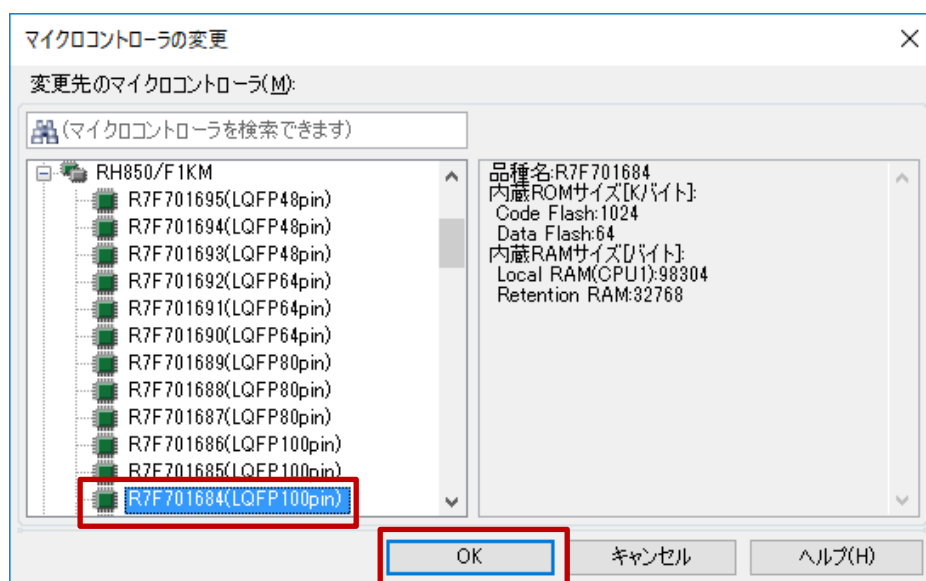 マイクロコントローラの変更
変更先のマイクロコントローラ(M):
(マイクロコントローラを検索できます)
RH850/F1KM
R7F701695(LQFP48pin)
R7F701694(LQFP48pin)
R7F701693(LQFP48pin)
R7F701692(LQFP64pin)
R7F701691(LQFP64pin)
R7F701690(LQFP64pin)
R7F701689(LQFP80pin)
R7F701688(LQFP80pin)
R7F701687(LQFP80pin)
R7F701686(LQFP100pin)
R7F701685(LQFP100pin)
R7F701684(LQFP100pin)
品種名:R7F701684
内蔵ROMサイズ[Kバイト]:
Code Flash:1024
Data Flash:64
内蔵RAMサイズ[バイト]:
Local RAM(CPU1):98304
Retention RAM:32768
OK
キャンセル
ヘルプ(H)